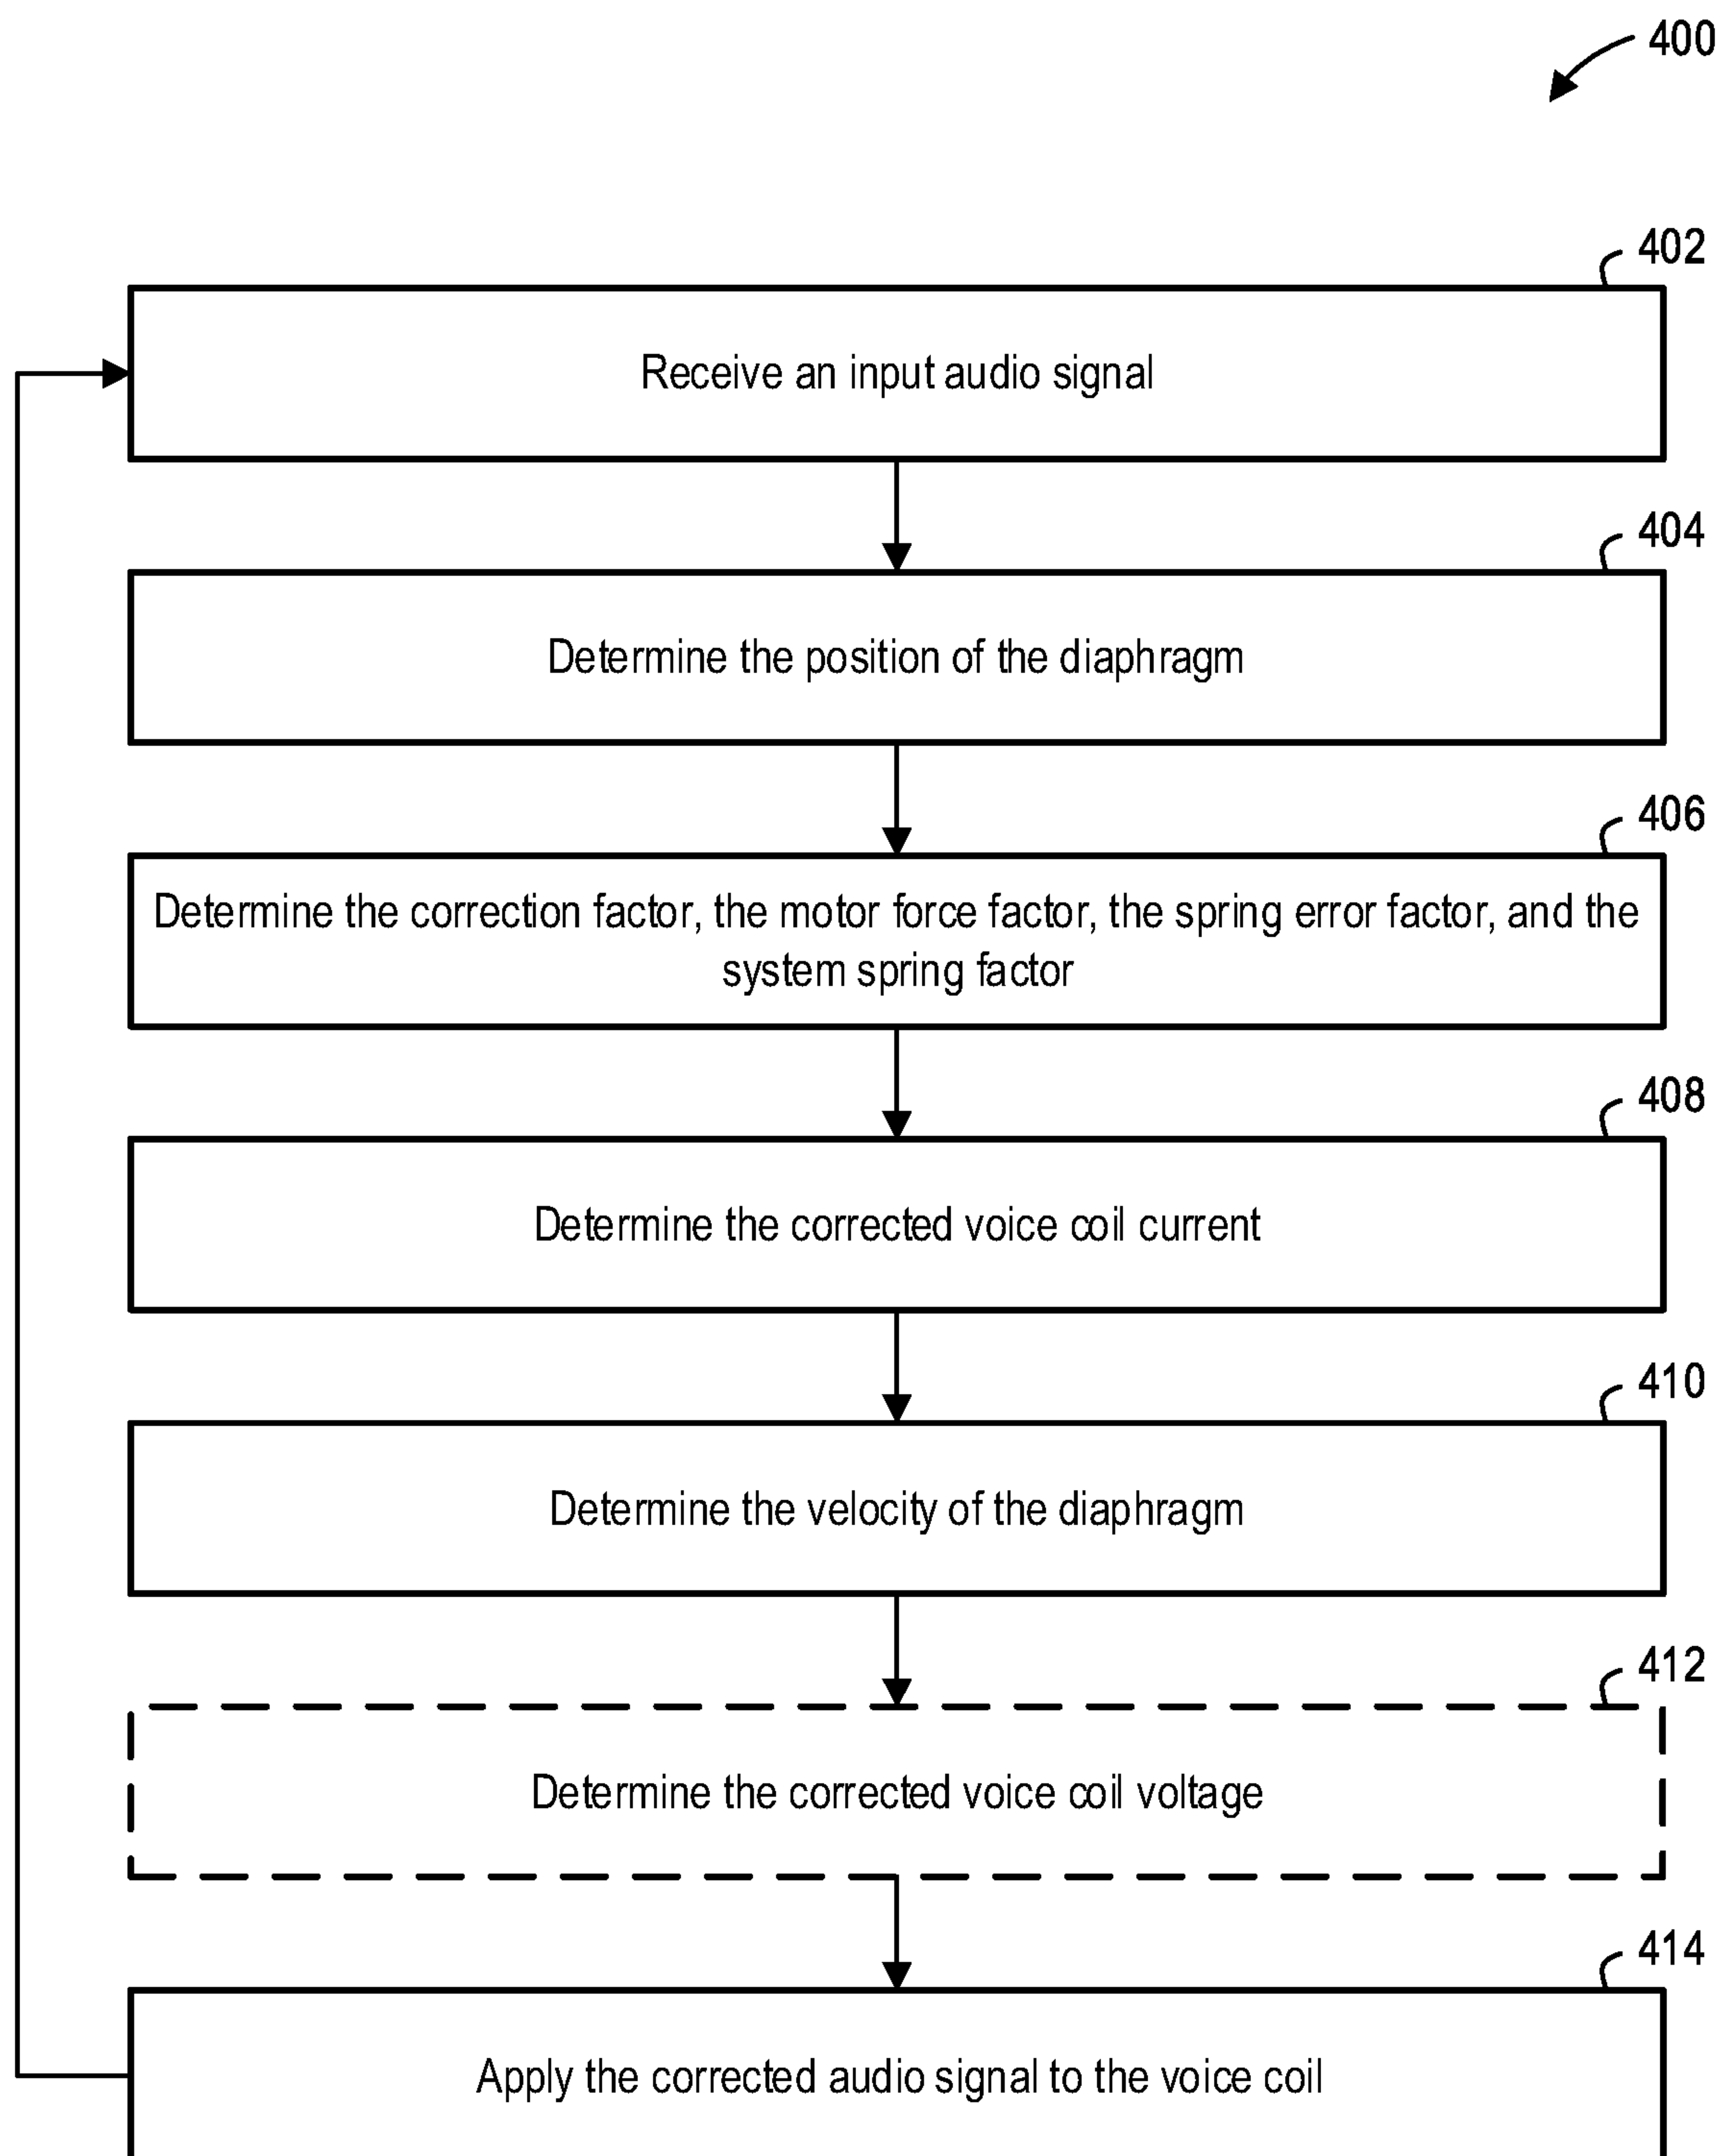 400
402
Receive an input audio signal
404
Determine the position of the diaphragm
406
Determine the correction factor, the motor force factor, the spring error factor, and the
system spring factor
408
Determine the corrected voice coil current
410
Determine the velocity of the diaphragm
412
Determine the corrected voice coil voltage
414
Apply the corrected audio signal to the voice coil